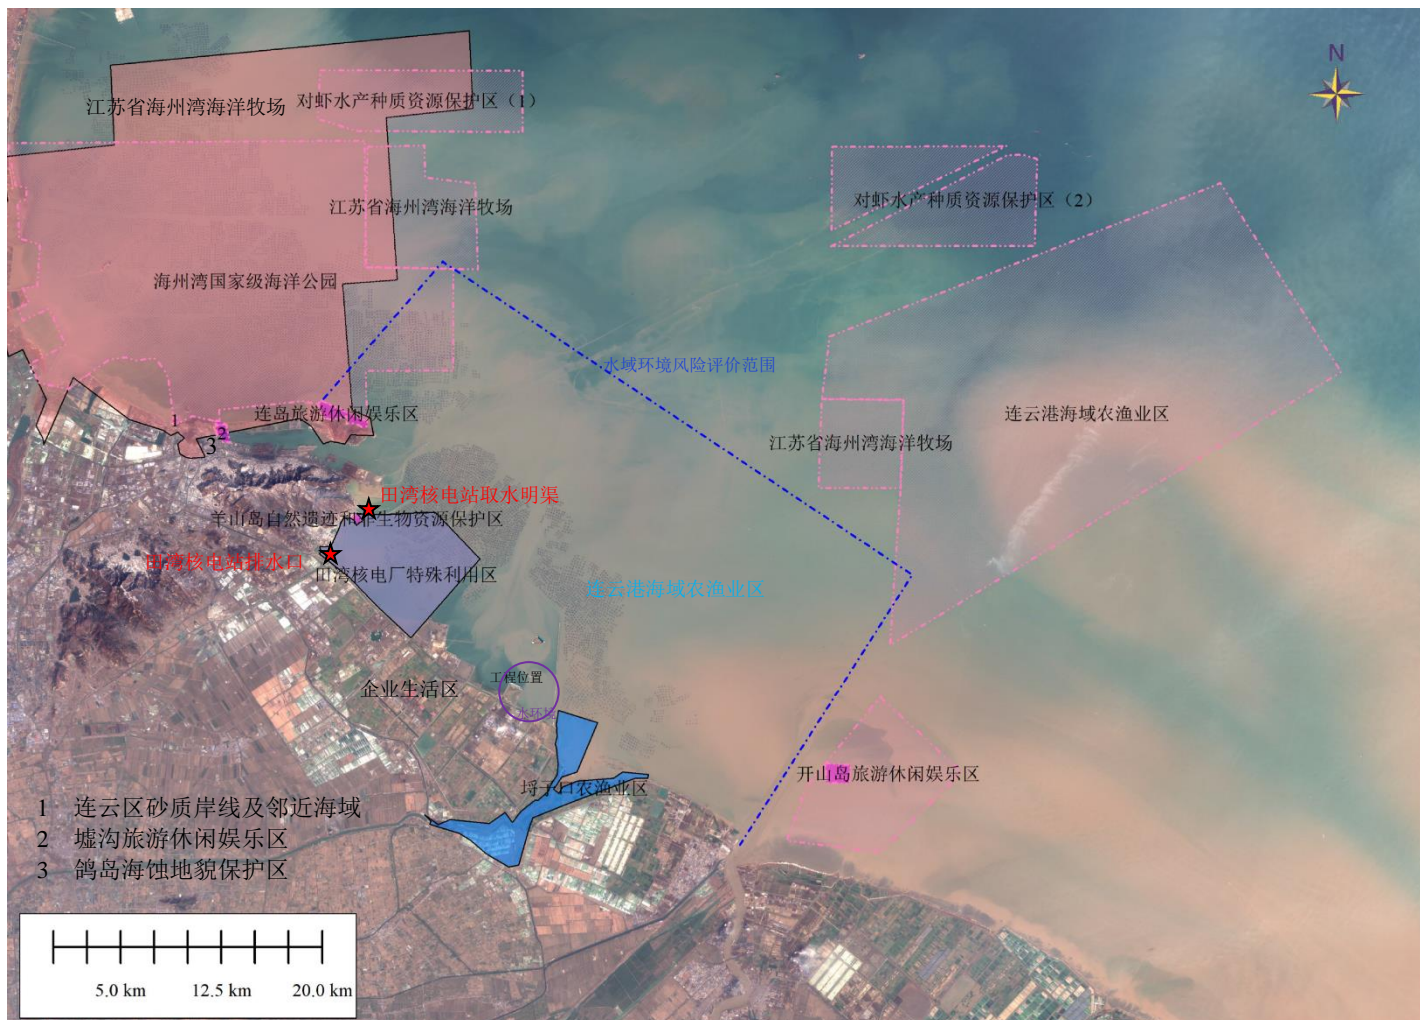 N
江苏省海州湾海洋牧场
对虾水产种质资源保护区（1）
江苏省海州湾海洋牧场
对虾水产种质资源保护区（2）
海州湾国家级海洋公园
水域环境风险评价范围
连岛旅游休闲娱乐区
连云港海域农渔业区
1
2
3
江苏省海州湾海洋牧场
田湾核电站取水明渠
羊山岛自然遗迹和非生物资源保护区
田湾核电站排水口
田湾核电厂特殊利用区
连云港海域农渔业区
工程位置
企业生活区
水环境
开山岛旅游休闲娱乐区
埒子口农渔业区
1 连云区砂质岸线及邻近海域
2 墟沟旅游休闲娱乐区
3 鸽岛海蚀地貌保护区
5.0 km 12.5 km 20.0 km